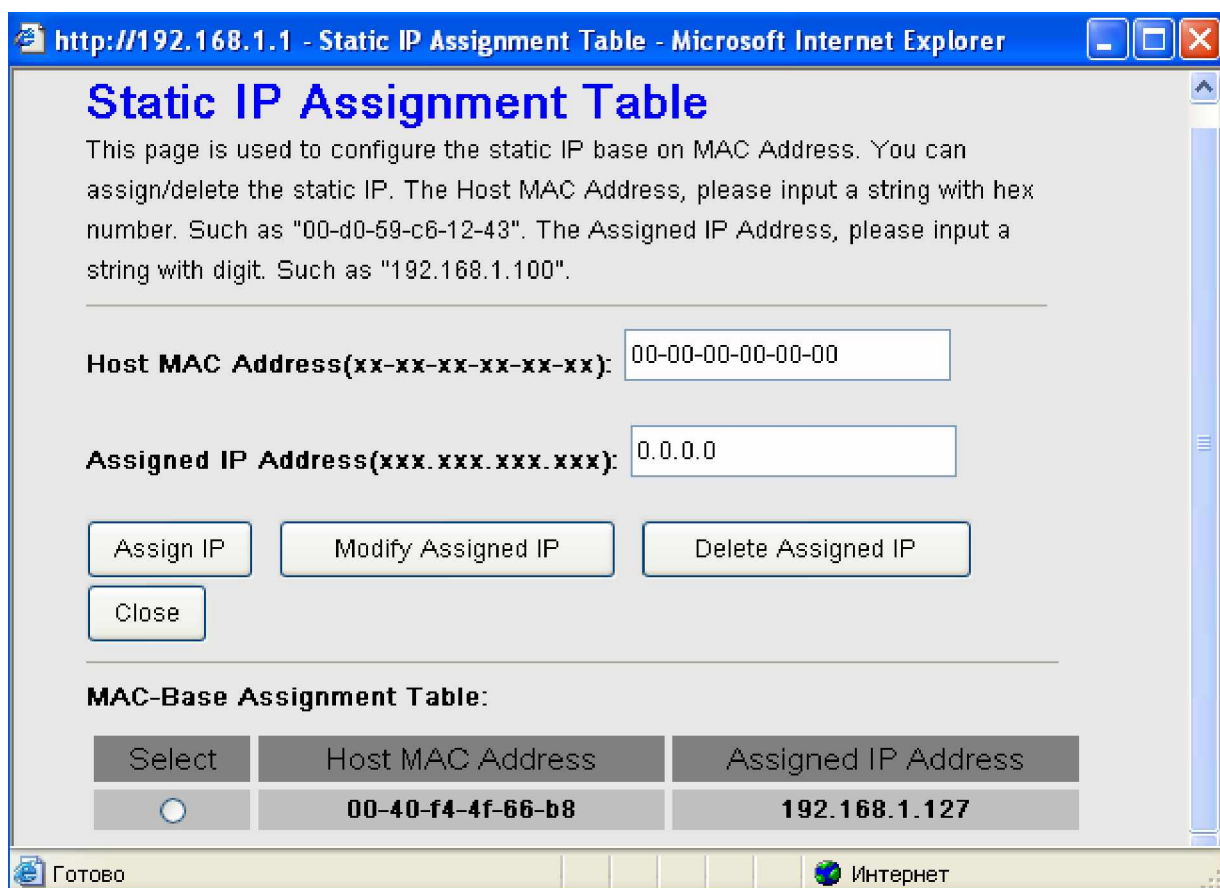 http://192.168.1.1 - Static IP Assignment Table - Microsoft Internet Explorer
Static IP Assignment Table
This page is used to configure the static IP base on MAC Address. You can
assign/delete the static IP. The Host MAC Address, please input a string with hex
number. Such as "00-d0-59-c6-12-43". The Assigned IP Address, please input a
string with digit. Such as "192.168.1.100".
Host MAC Address(xx-xx-xx-xx-xx-xx): 00-00-00-00-00-00
Assigned IP Address(xxx.xxx.xxx.xxx): 0.0.0.0
Assign IP Modify Assigned IP Delete Assigned IP
Close
MAC-Base Assignment Table:
Select Host MAC Address Assigned IP Address
00-40-f4-4f-66-b8 192.168.1.127
Готово Интернет